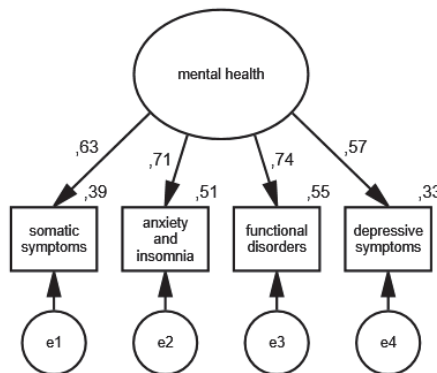 mental health
,63
,71
,74
,57
,39
,51
,55
,33
somatic
symptoms
anxiety
and
insomnia
functional
disorders
depressive
symptoms
e1
e2
e3
e4